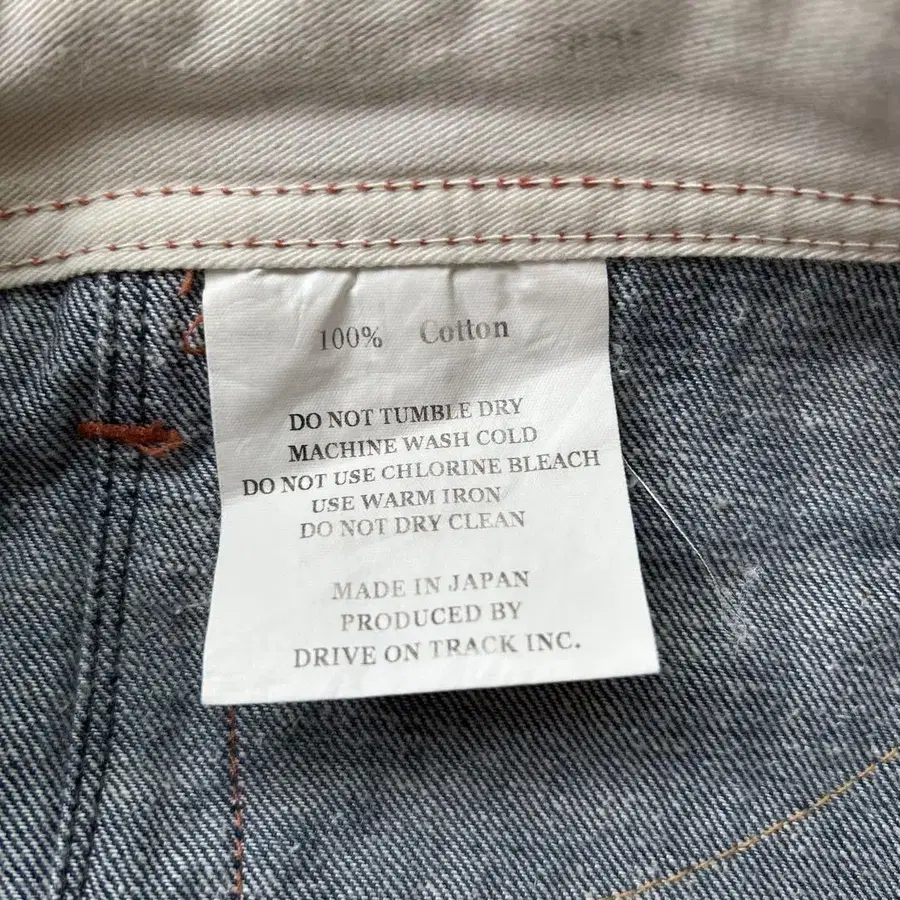 100% Cotton
DO NOT TUMBLE DRY
MACHINE WASH COLD
DO NOT USE CHLORINE BLEACH
USE WARM IRON
DO NOT DRY CLEAN
MADE IN JAPAN
PRODUCED BY
DRIVE ON TRACK INC.